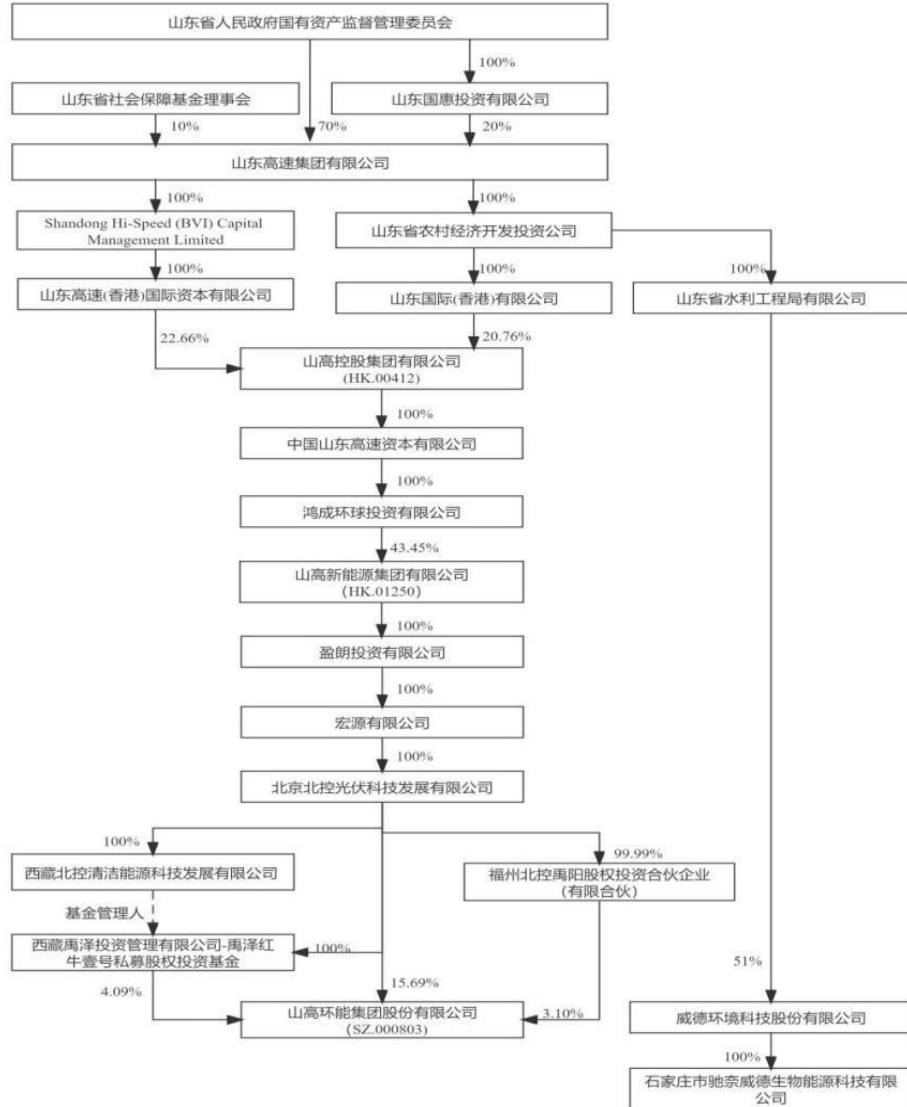 山东省人民政府国有资产监督管理委员会
100%
山东省社会保障基金理事会
山东国惠投资有限公司
10%
70%
20%
山东高速集团有限公司
100%
100%
Shandong Hi-Speed (BVI) Capital
Management Limited
山东省农村经济开发投资公司
100%
100%
100%
山东高速(香港)国际资本有限公司
山东国际(香港)有限公司
山东省水利工程局有限公司
22.66%
20.76%
山高控股集团有限公司
(HK.00412)
100%
中国山东高速资本有限公司
100%
鸿成环球投资有限公司
43.45%
山高新能源集团有限公司
(HK.01250)
100%
盈朗投资有限公司
100%
宏源有限公司
100%
北京北控光伏科技发展有限公司
100%
99.99%
西藏北控清洁能源科技发展有限公司
福州北控禹阳股权投资合伙企业
(有限合伙)
基金管理人
西藏禹泽投资管理有限公司-禹泽红
牛壹号私募股权投资基金
100%
51%
4.09%
15.69%
3.10%
山高环能集团股份有限公司
(SZ.000803)
威德环境科技股份有限公司
100%
石家庄市驰奈威德生物能源科技有限
公司